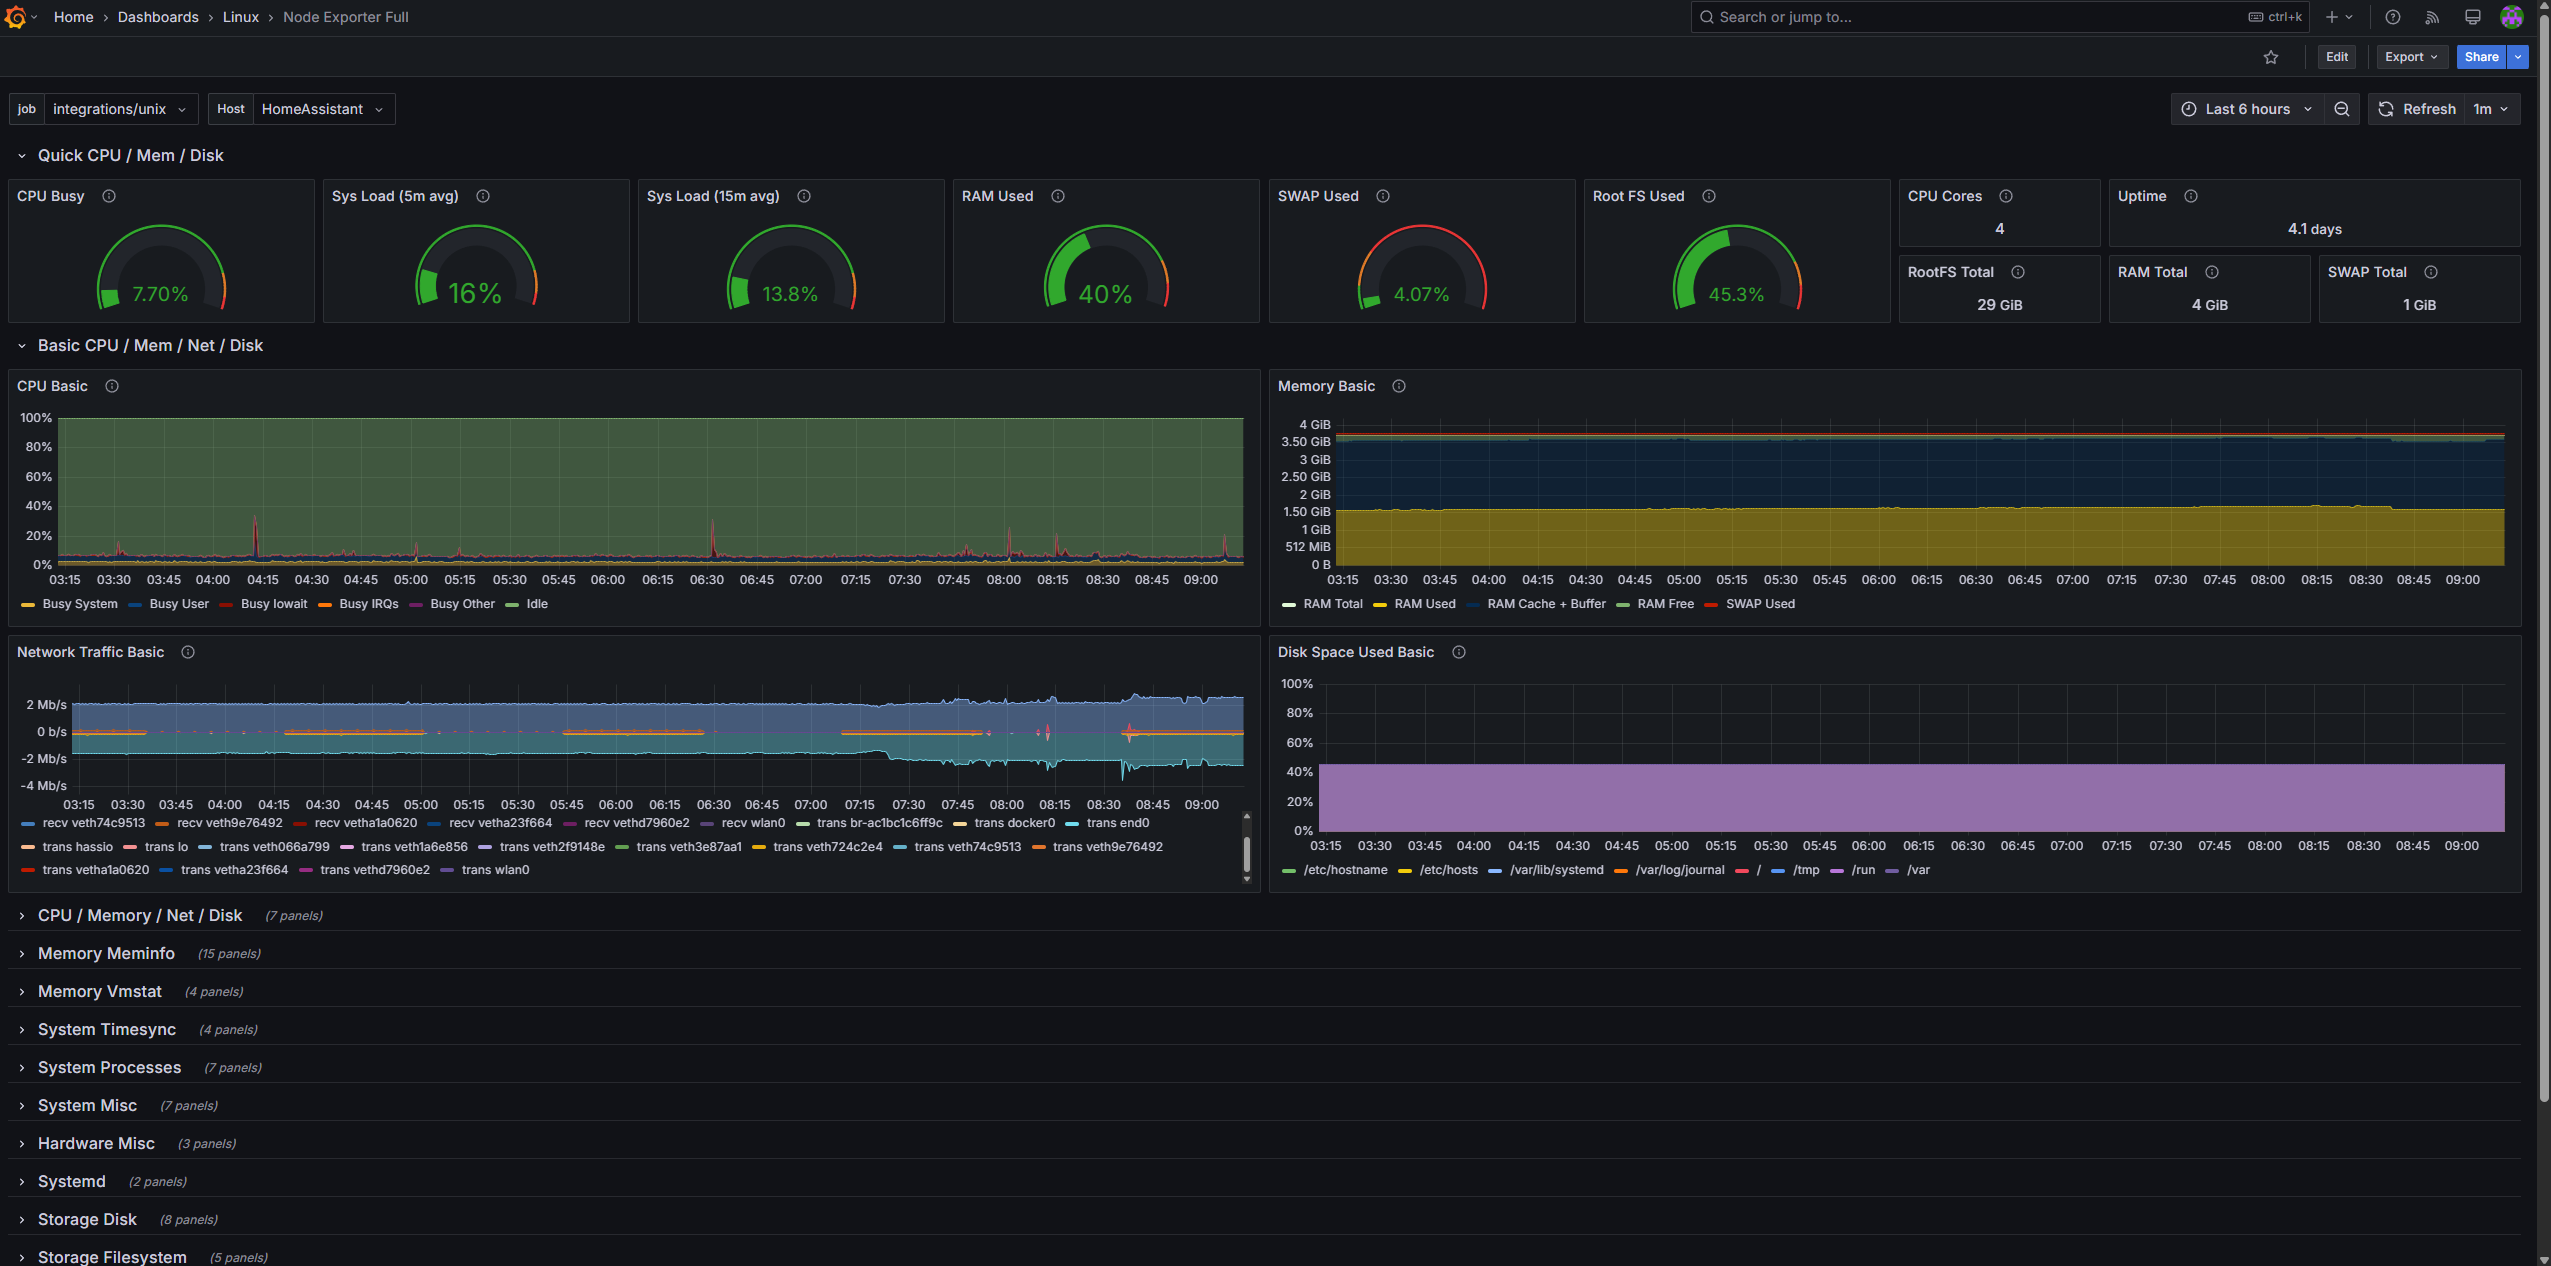 Home › Dashboards › Linux › Node Exporter Full
Search or jump to... ctrl+k
Edit Export Share
job integrations/unix Host HomeAssistant Last 6 hours Refresh 1m
Quick CPU / Mem / Disk
CPU Busy
7.70%
Sys Load (5m avg)
16%
Sys Load (15m avg)
13.8%
RAM Used
40%
SWAP Used
4.07%
Root FS Used
45.3%
CPU Cores
4
Uptime
4.1 days
RootFS Total
29 GiB
RAM Total
4 GiB
SWAP Total
1 GiB
Basic CPU / Mem / Net / Disk
CPU Basic
100%
80%
60%
40%
20%
0%
03:15 03:30 03:45 04:00 04:15 04:30 04:45 05:00 05:15 05:30 05:45 06:00 06:15 06:30 06:45 07:00 07:15 07:30 07:45 08:00 08:15 08:30 08:45 09:00
Busy System Busy User Busy Iowait Busy IRQs Busy Other Idle
Memory Basic
4 GiB
3.50 GiB
3 GiB
2.50 GiB
2 GiB
1.50 GiB
1 GiB
512 MiB
0 B
03:15 03:30 03:45 04:00 04:15 04:30 04:45 05:00 05:15 05:30 05:45 06:00 06:15 06:30 06:45 07:00 07:15 07:30 07:45 08:00 08:15 08:30 08:45 09:00
RAM Total RAM Used RAM Cache + Buffer RAM Free SWAP Used
Network Traffic Basic
2 Mb/s
0 b/s
-2 Mb/s
-4 Mb/s
03:15 03:30 03:45 04:00 04:15 04:30 04:45 05:00 05:15 05:30 05:45 06:00 06:15 06:30 06:45 07:00 07:15 07:30 07:45 08:00 08:15 08:30 08:45 09:00
recv veth74c9513 recv veth9e76492 recv vetha1a0620 recv vetha23f664 recv vethd7960e2 recv wlan0 trans br-ac1bc1c6ff9c trans docker0 trans end0
trans hassio trans lo trans veth066a799 trans veth1a6e856 trans veth2f9148e trans veth3e87aa1 trans veth724c2e4 trans veth74c9513 trans veth9e76492
trans vetha1a0620 trans vetha23f664 trans vethd7960e2 trans wlan0
Disk Space Used Basic
100%
80%
60%
40%
20%
0%
03:15 03:30 03:45 04:00 04:15 04:30 04:45 05:00 05:15 05:30 05:45 06:00 06:15 06:30 06:45 07:00 07:15 07:30 07:45 08:00 08:15 08:30 08:45 09:00
/etc/hostname /etc/hosts /var/lib/systemd /var/log/journal / /tmp /run /var
CPU / Memory / Net / Disk (7 panels)
Memory Meminfo (15 panels)
Memory Vmstat (4 panels)
System Timesync (4 panels)
System Processes (7 panels)
System Misc (7 panels)
Hardware Misc (3 panels)
Systemd (2 panels)
Storage Disk (8 panels)
Storage Filesystem (5 panels)